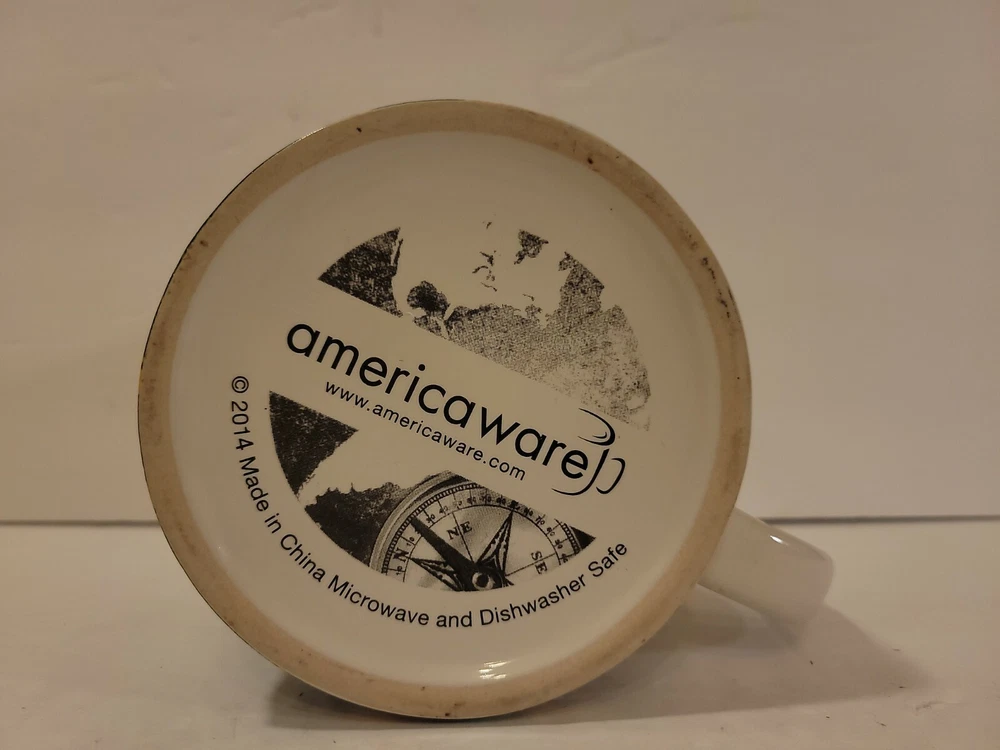 americaware
www.americaware.com
NE
N
SE
© 2014 Made in China Microwave and Dishwasher Safe